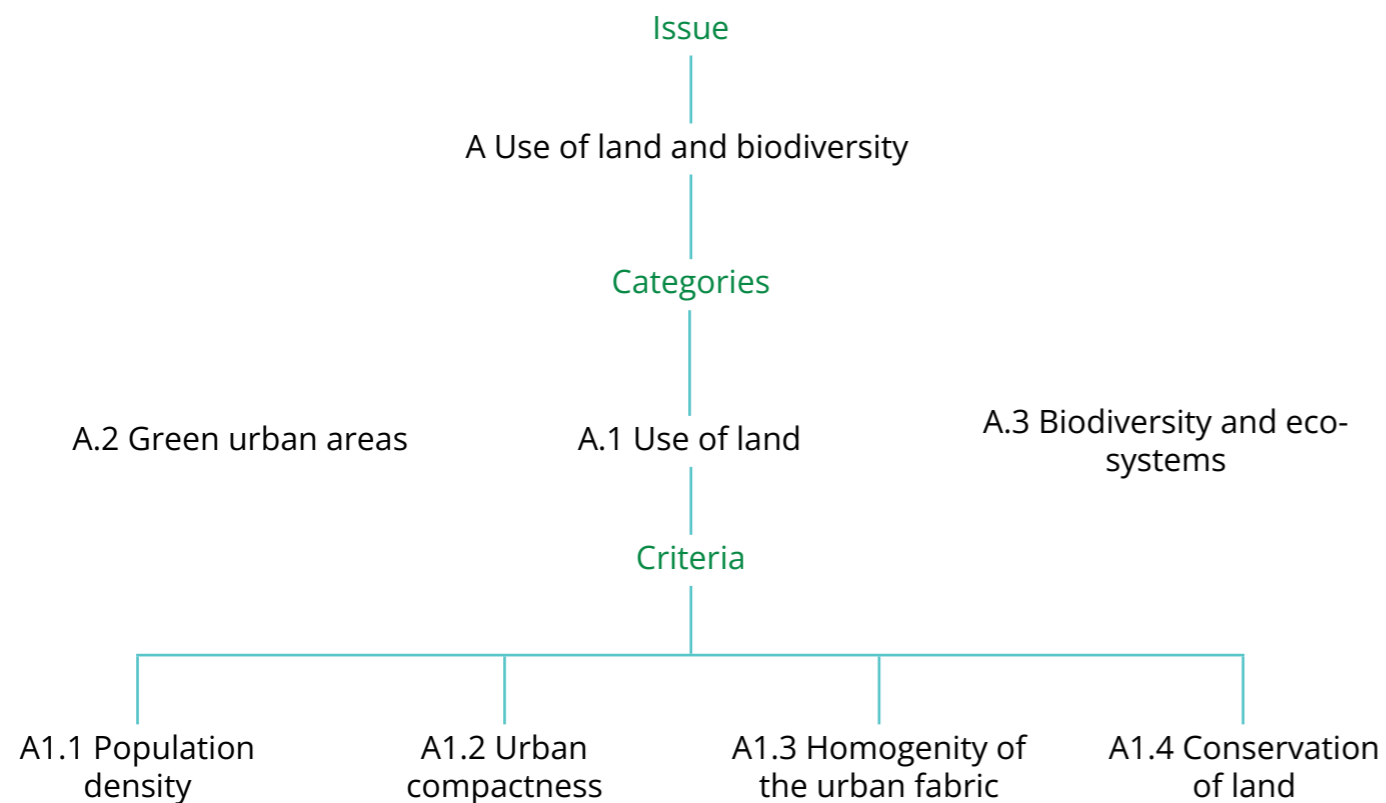 Issue
A Use of land and biodiversity
Categories
A.2 Green urban areas
A.1 Use of land
A.3 Biodiversity and eco-
systems
Criteria
A1.1 Population
density
A1.2 Urban
compactness
A1.3 Homogenity of
the urban fabric
A1.4 Conservation
of land